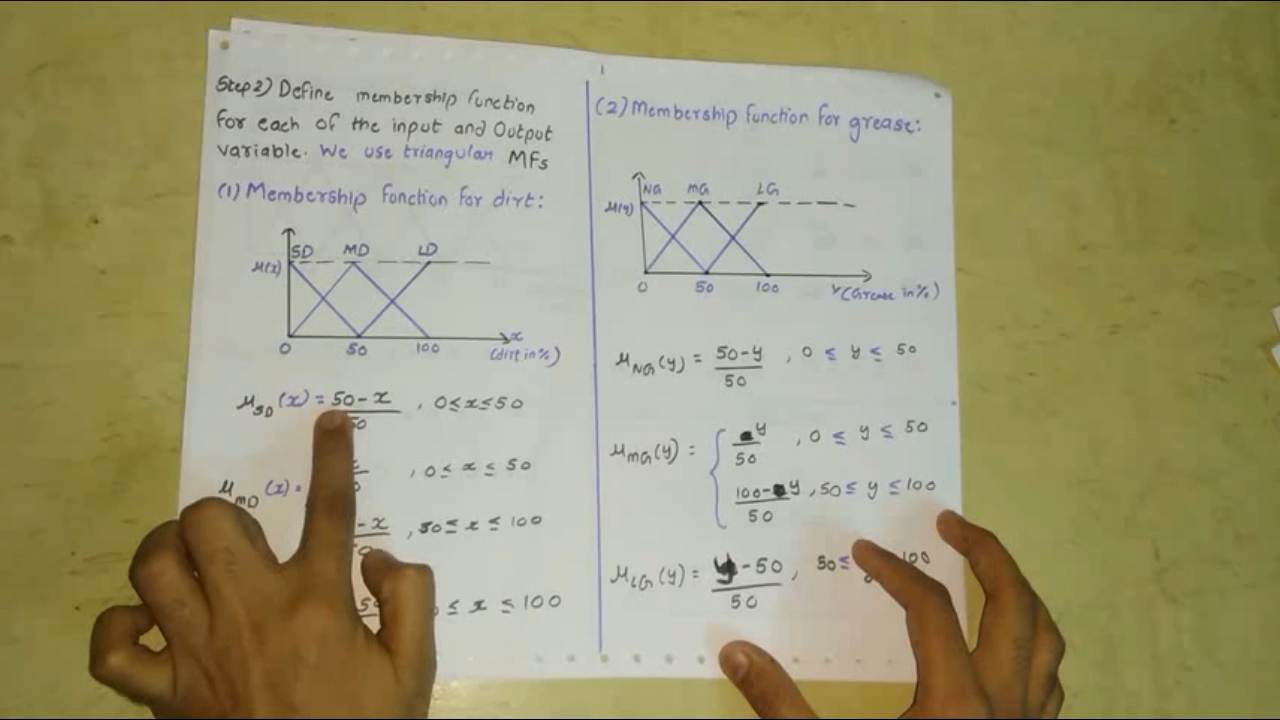 Step 2) Define membership function
for each of the input and Output
variable. We use triangular MFs
(1) Membership function for dirt:
SD MD LD
μ(x)
0 50 100 x
(dirt in %)
μSD (x) = 50 - x / 50 , 0 ≤ x ≤ 50
μMD (x) =
, 0 ≤ x ≤ 50
- x , 50 ≤ x ≤ 100
≤ x ≤ 100
(2) Membership function for grease:
NG MG LG
μ(y)
0 50 100 Y (Grease in %)
μNG (y) = 50 - y / 50 , 0 ≤ y ≤ 50
μMG (y) = { y / 50 , 0 ≤ y ≤ 50
100 - y / 50 , 50 ≤ y ≤ 100
μLG (y) = y - 50 / 50 , 50 ≤ 100